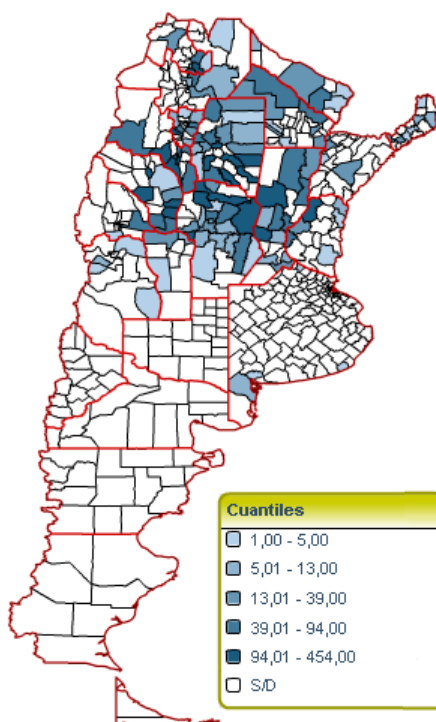 Cuantiles
1,00 - 5,00
5,01 - 13,00
13,01 - 39,00
39,01 - 94,00
94,01 - 454,00
S/D